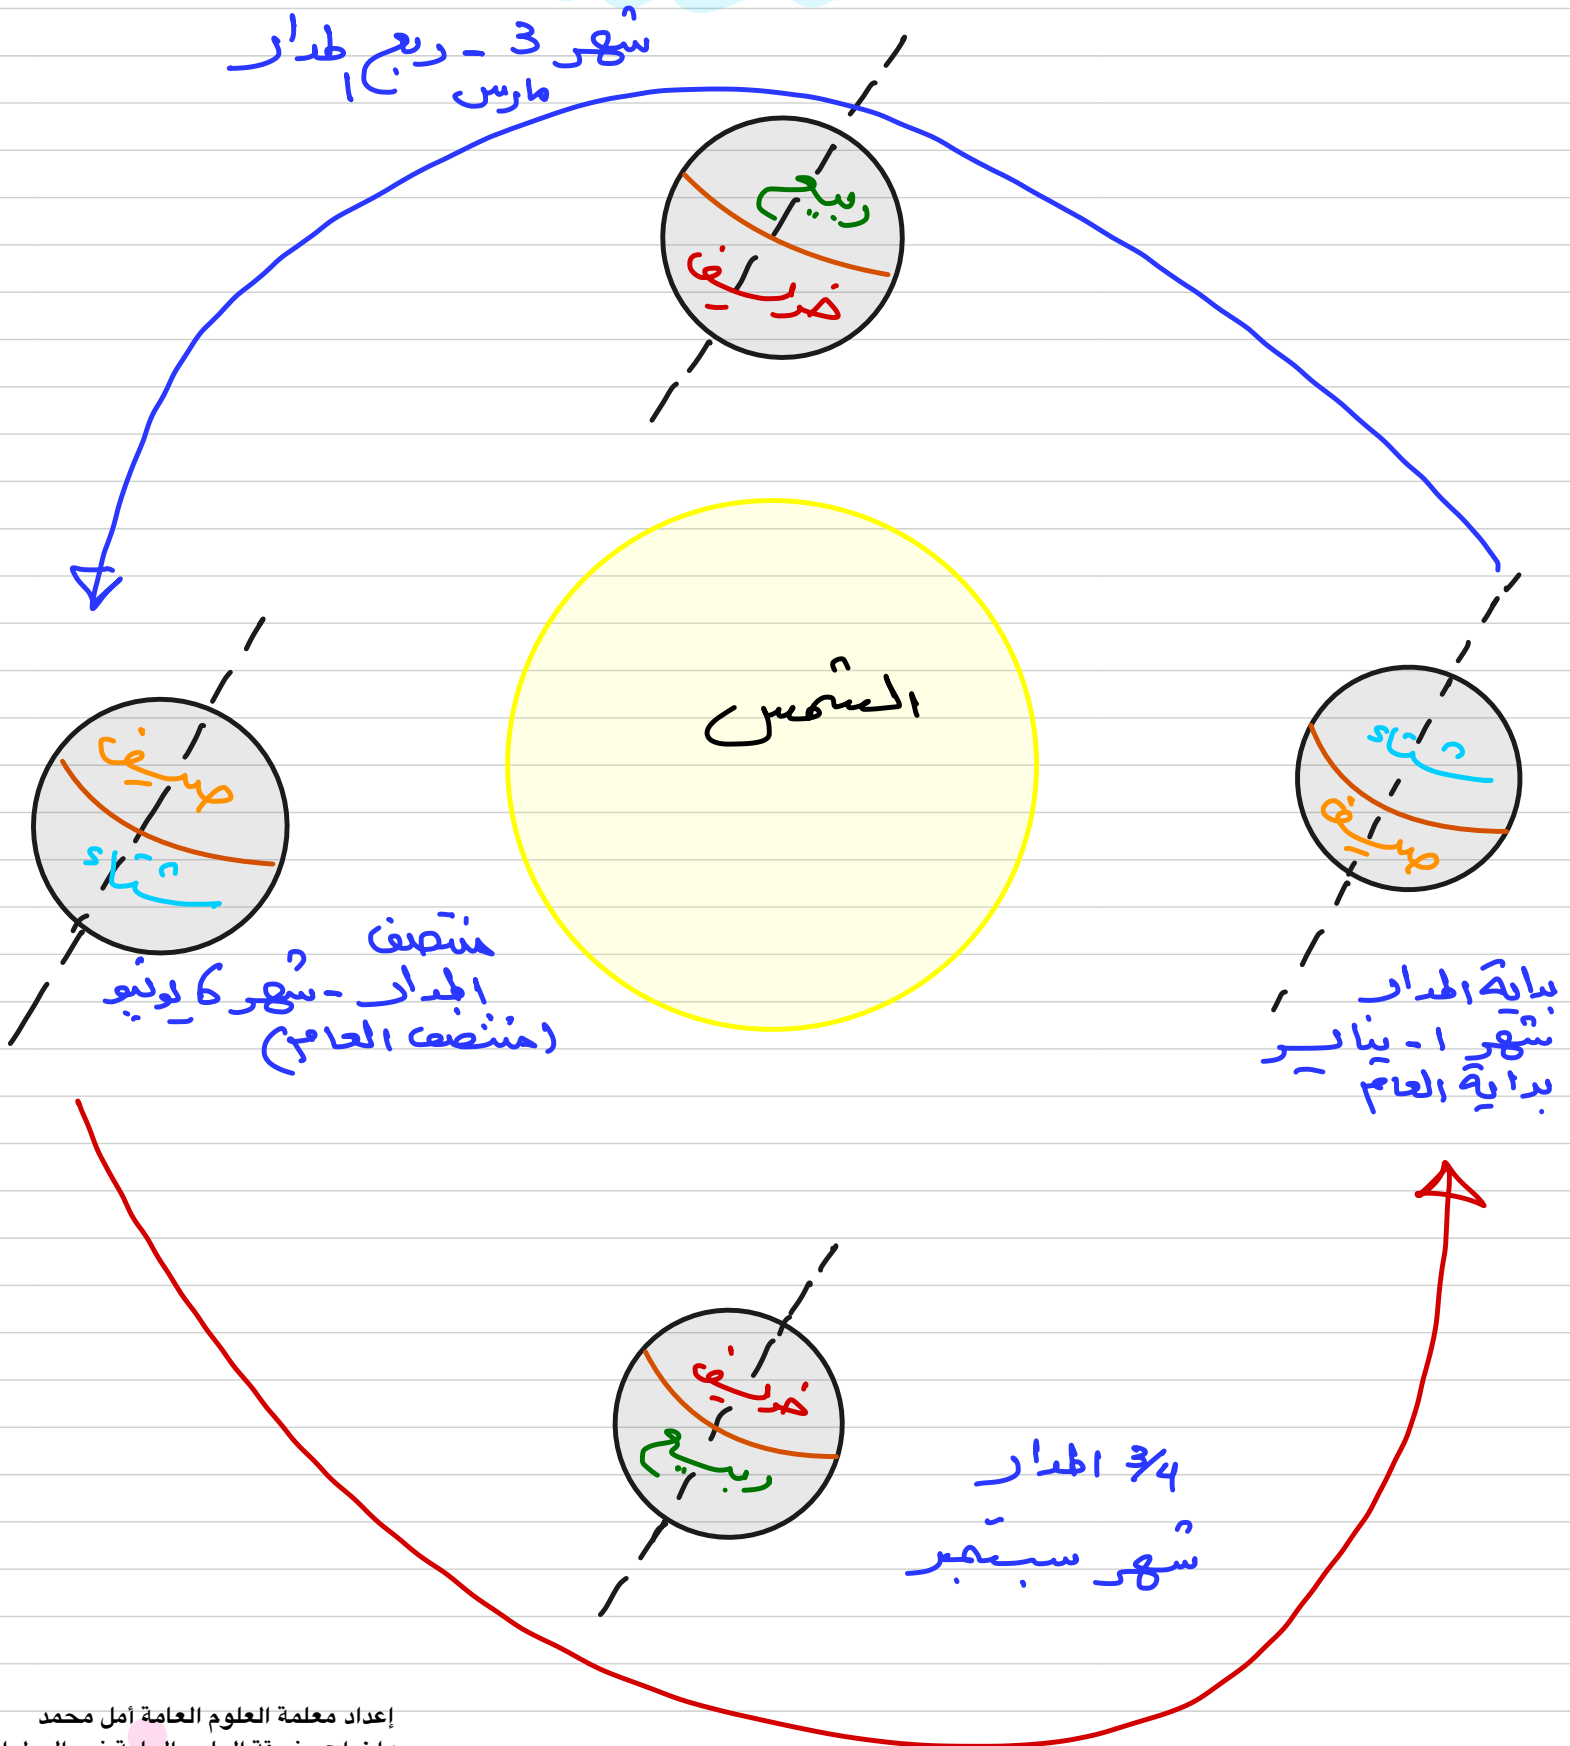 شهر 3 - ربع المدار
مارس
ربيع
خريف
الشمس
صيف
شتاء
شتاء
صيف
منتصف
المدار - شهر 6 يونيو
(منتصف العام)
بداية المدار
شهر 1 - يناير
بداية العام
خريف
ربيع
3/4 المدار
شهر سبتمبر
إعداد معلمة العلوم العامة أمل محمد